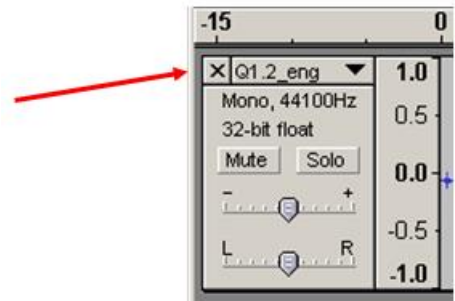 -15 0
X Q1.2_eng 1.0
Mono, 44100Hz
0.5
32-bit float
Mute Solo
0.0
- +
-0.5
L R
-1.0